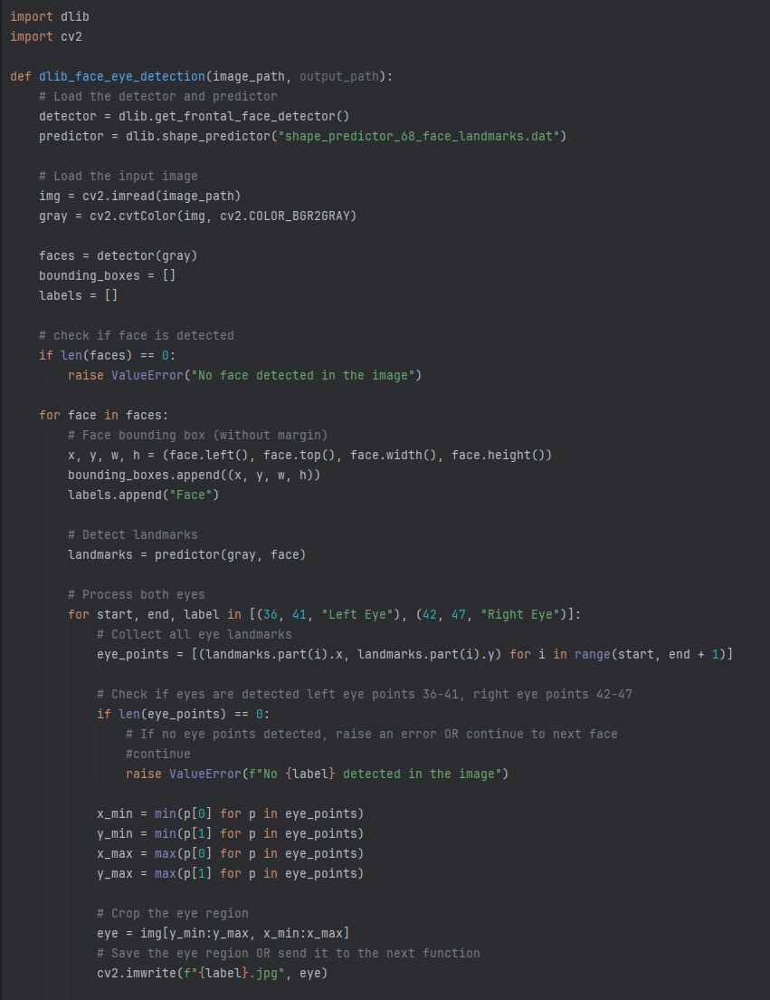 import dlib
import cv2
def dlib_face_eye_detection(image_path, output_path):
# Load the detector and predictor
detector = dlib.get_frontal_face_detector()
predictor = dlib.shape_predictor("shape_predictor_68_face_landmarks.dat")
# Load the input image
img = cv2.imread(image_path)
gray = cv2.cvtColor(img, cv2.COLOR_BGR2GRAY)
faces = detector(gray)
bounding_boxes = []
labels = []
# check if face is detected
if len(faces) == 0:
raise ValueError("No face detected in the image")
for face in faces:
# Face bounding box (without margin)
x, y, w, h = (face.left(), face.top(), face.width(), face.height())
bounding_boxes.append((x, y, w, h))
labels.append("Face")
# Detect landmarks
landmarks = predictor(gray, face)
# Process both eyes
for start, end, label in [(36, 41, "Left Eye"), (42, 47, "Right Eye")]:
# Collect all eye landmarks
eye_points = [(landmarks.part(i).x, landmarks.part(i).y) for i in range(start, end + 1)]
# Check if eyes are detected left eye points 36-41, right eye points 42-47
if len(eye_points) == 0:
# If no eye points detected, raise an error OR continue to next face
#continue
raise ValueError(f"No {label} detected in the image")
x_min = min(p[0] for p in eye_points)
y_min = min(p[1] for p in eye_points)
x_max = max(p[0] for p in eye_points)
y_max = max(p[1] for p in eye_points)
# Crop the eye region
eye = img[y_min:y_max, x_min:x_max]
# Save the eye region OR send it to the next function
cv2.imwrite(f"{label}.jpg", eye)